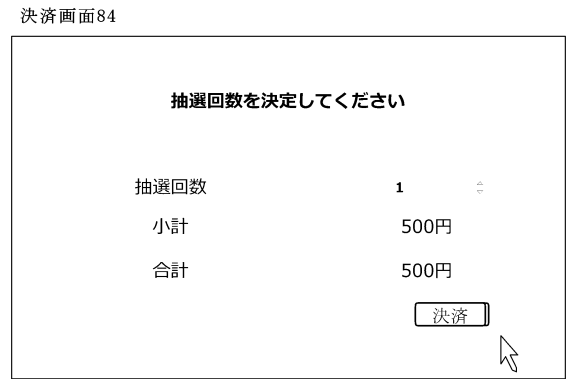 決済画面84
抽選回数を決定してください
抽選回数 1
小計 500円
合計 500円
決済